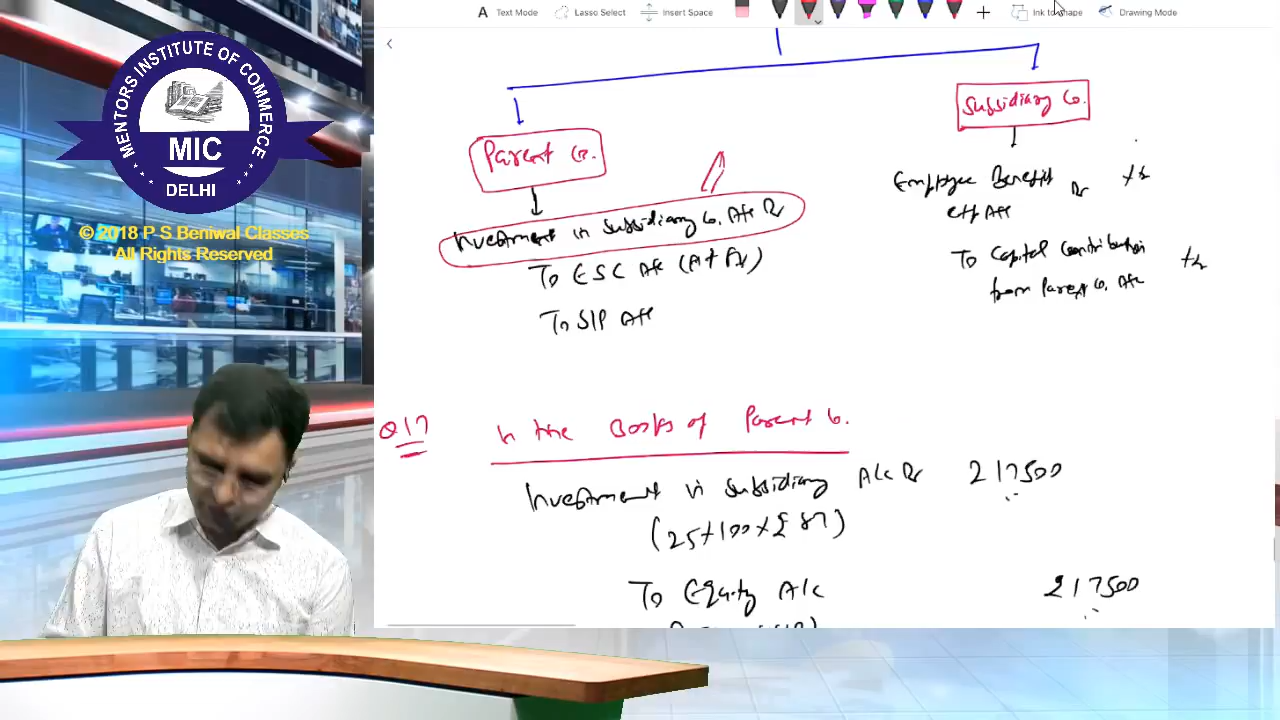 Text Mode
Lasso Select
Insert Space
Ink to Shape
Drawing Mode
MENTORS INSTITUTE OF COMMERCE
MIC
DELHI
© 2018 P S Beniwal Classes
All Rights Reserved
Parent Co.
Investment in Subsidiary Co. A/c Dr
To ESC A/c (At Par)
To SIP A/c
Subsidiary Co.
Employee Benefit Dr
Exp A/c
To Capital Contribution
from Parent Co. A/c
Q17
In the Books of Parent Co.
Investment in Subsidiary A/c Dr 217500
(25×100× 87)
To Equity A/c 217500